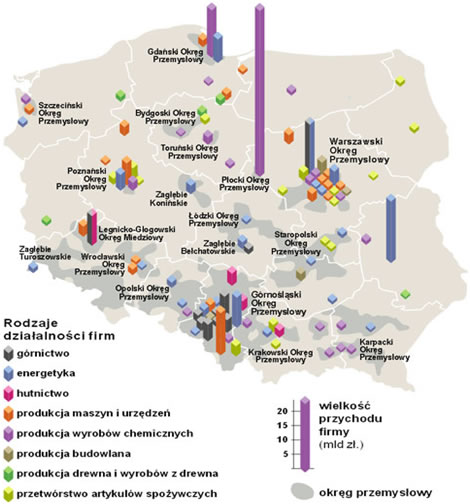 Gdański Okręg
Przemysłowy
Szczeciński
Okręg
Przemysłowy
Bydgoski Okręg
Przemysłowy
Toruński Okręg
Przemysłowy
Warszawski
Okręg
Przemysłowy
Poznański
Okręg
Przemysłowy
Płocki Okręg
Przemysłowy
Zagłębie
Konińskie
Łódzki Okręg
Przemysłowy
Legnicko-Głogowski
Okręg Miedziowy
Staropolski
Okręg
Przemysłowy
Zagłębie
Turoszowskie
Wrocławski
Okręg
Przemysłowy
Zagłębie
Bełchatowskie
Opolski Okręg
Przemysłowy
Górnośląski
Okręg
Przemysłowy
Krakowski Okręg
Przemysłowy
Karpacki
Okręg
Przemysłowy
Rodzaje
działalności firm
górnictwo
energetyka
hutnictwo
produkcja maszyn i urządzeń
produkcja wyrobów chemicznych
produkcja budowlana
produkcja drewna i wyrobów z drewna
przetwórstwo artykułów spożywczych
20
15
10
5
wielkość
przychodu
firmy
(mld zł.)
okręg przemysłowy